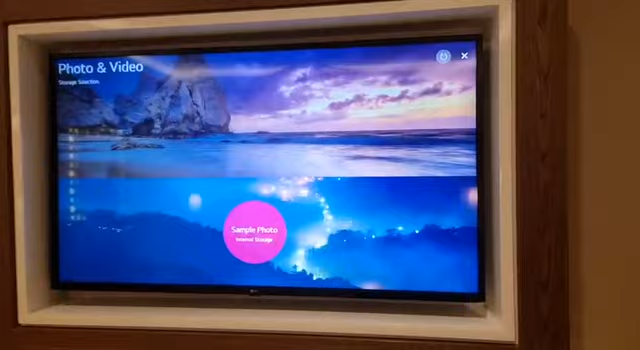 Photo & Video
Storage Selection
Sample Photo
Internal Storage